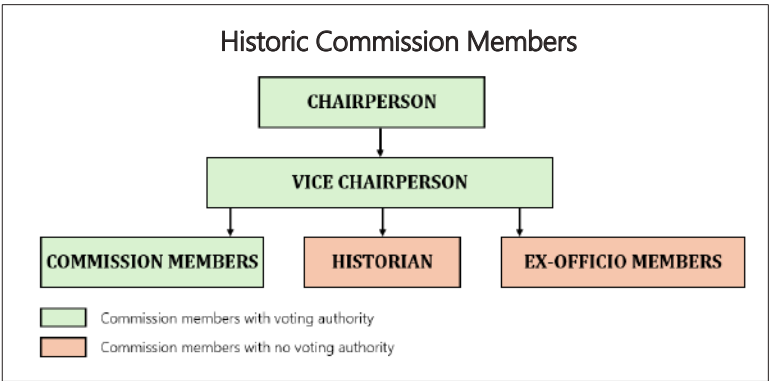 Historic Commission Members
CHAIRPERSON
VICE CHAIRPERSON
COMMISSION MEMBERS
HISTORIAN
EX-OFFICIO MEMBERS
Commission members with voting authority
Commission members with no voting authority